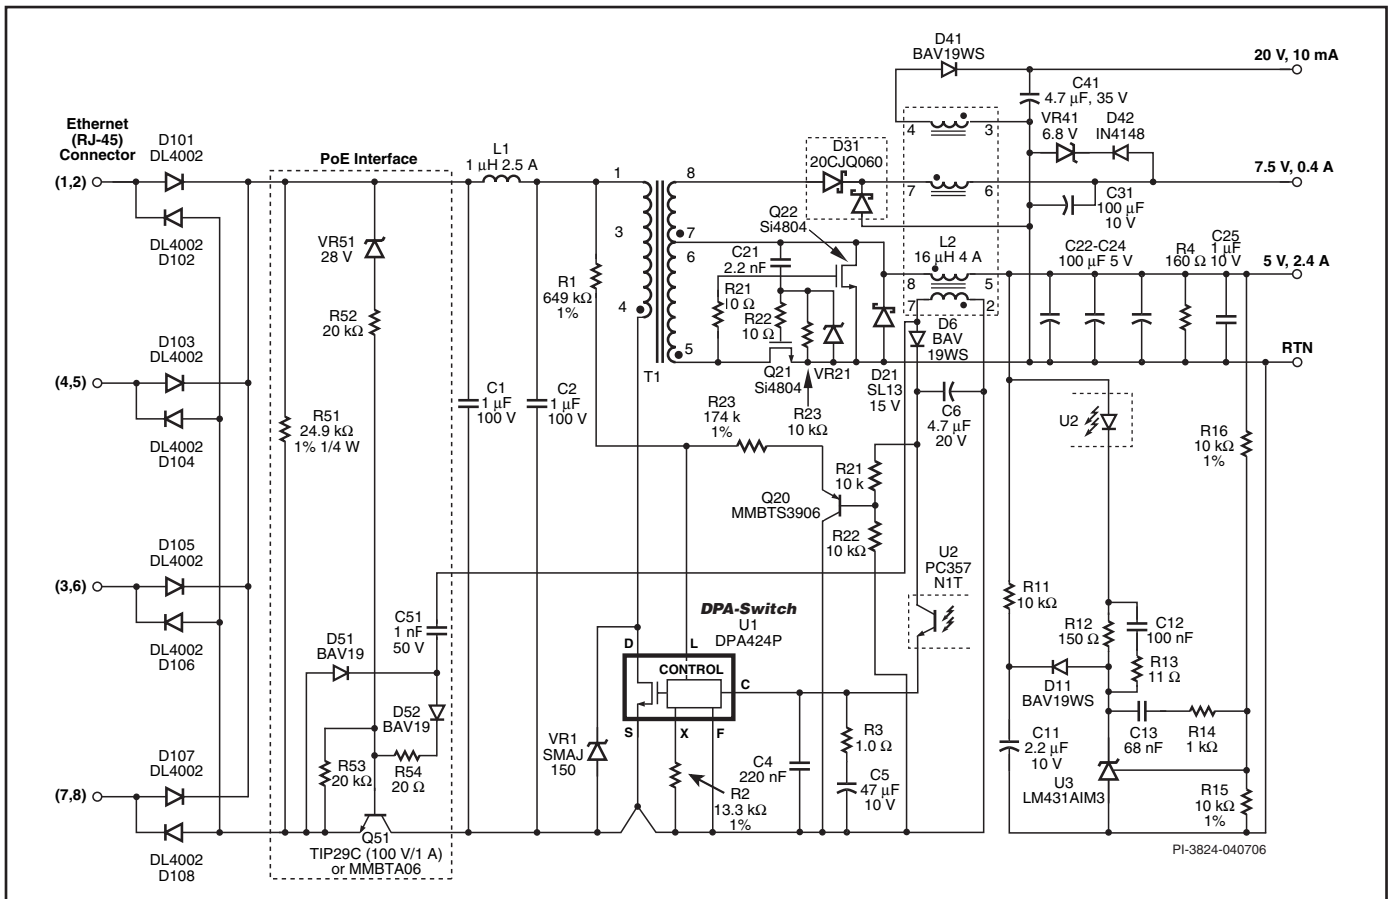 D41
BAV19WS
20 V, 10 mA
C41
4.7 µF, 35 V
VR41
6.8 V
D42
IN4148
4
3
Ethernet
(RJ-45)
Connector
D101
DL4002
PoE Interface
L1
1 µH 2.5 A
D31
20CJQ060
(1,2)
1
8
7
6
7.5 V, 0.4 A
DL4002
D102
VR51
28 V
3
7
6
Q22
Si4804
C31
100 µF
10 V
C21
2.2 nF
L2
16 µH 4 A
C22-C24
100 µF 5 V
R4
160 Ω
C25
1 µF
10 V
5 V, 2.4 A
R1
649 kΩ
1%
8
5
R52
20 kΩ
4
R21
10 Ω
R22
10 Ω
7
2
D103
DL4002
5
D6
BAV
19WS
RTN
T1
Q21
Si4804
VR21
D21
SL13
15 V
(4,5)
C1
1 µF
100 V
C2
1 µF
100 V
R23
174 k
1%
R23
10 kΩ
C6
4.7 µF
20 V
U2
R16
10 kΩ
1%
DL4002
D104
R51
24.9 kΩ
1% 1/4 W
R21
10 k
Q20
MMBTS3906
R22
10 kΩ
D105
DL4002
U2
PC357
N1T
(3,6)
R11
10 kΩ
DPA-Switch
U1
DPA424P
C51
1 nF
50 V
R12
150 Ω
C12
100 nF
DL4002
D106
D51
BAV19
D
L
CONTROL
R13
11 Ω
C
D11
BAV19WS
D52
BAV19
S
X
F
VR1
SMAJ
150
R3
1.0 Ω
C13
68 nF
R14
1 kΩ
C11
2.2 µF
10 V
D107
DL4002
R53
20 kΩ
R54
20 Ω
C4
220 nF
C5
47 µF
10 V
U3
LM431AIM3
(7,8)
R2
13.3 kΩ
1%
R15
10 kΩ
1%
DL4002
D108
Q51
TIP29C (100 V/1 A)
or MMBTA06
PI-3824-040706